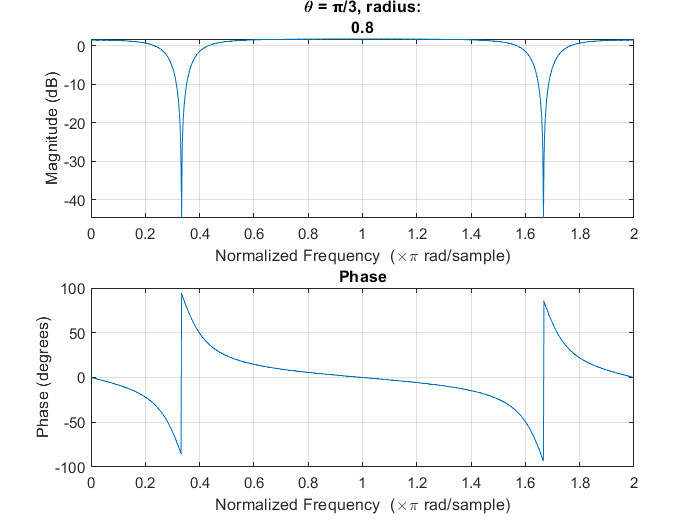 θ = π/3, radius:
0.8
0
-10
-20
-30
-40
Magnitude (dB)
0 0.2 0.4 0.6 0.8 1 1.2 1.4 1.6 1.8 2
Normalized Frequency (×π rad/sample)
Phase
100
50
0
-50
-100
Phase (degrees)
0 0.2 0.4 0.6 0.8 1 1.2 1.4 1.6 1.8 2
Normalized Frequency (×π rad/sample)